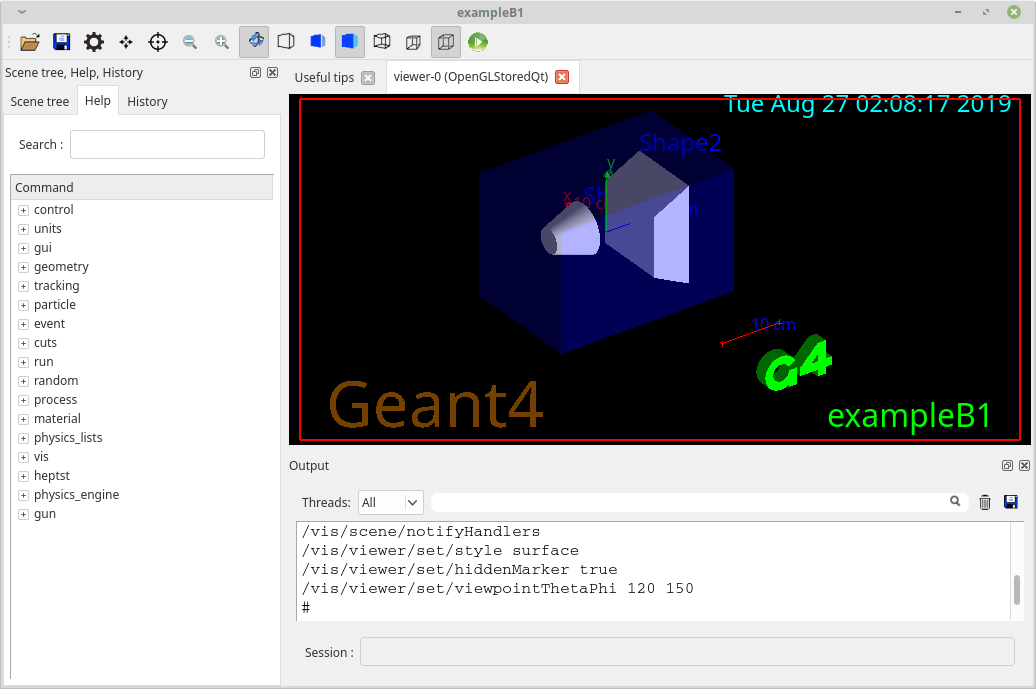 exampleB1
Scene tree, Help, History
Scene tree
Help
History
Search :
Command
control
units
gui
geometry
tracking
particle
event
cuts
run
random
process
material
physics_lists
vis
heptst
physics_engine
gun
Useful tips
viewer-0 (OpenGLStoredQt)
Tue Aug 27 02:08:17 2019
Shape2
y
x
10 cm
Geant4
G4
exampleB1
Output
Threads:
All
/vis/scene/notifyHandlers
/vis/viewer/set/style surface
/vis/viewer/set/hiddenMarker true
/vis/viewer/set/viewpointThetaPhi 120 150
#
Session :